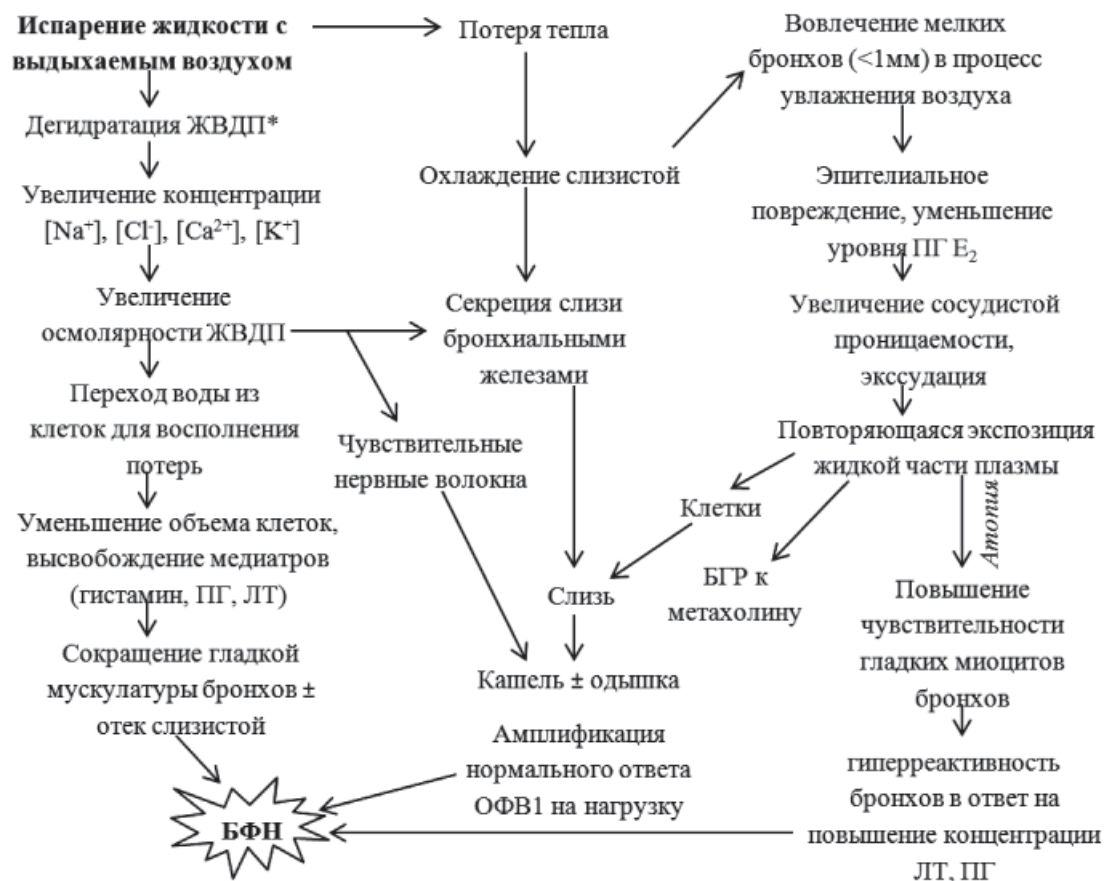 Испарение жидкости с
выдыхаемым воздухом
Дегидратация ЖВДП*
Увеличение концентрации
[Na⁺], [Cl⁻], [Ca²⁺], [K⁺]
Увеличение
осмолярности ЖВДП
Переход воды из
клеток для восполнения
потерь
Уменьшение объема клеток,
высвобождение медиатров
(гистамин, ПГ, ЛТ)
Сокращение гладкой
мускулатуры бронхов ±
отек слизистой
БФН
Потеря тепла
Охлаждение слизистой
Секреция слизи
бронхиальными
железами
Чувствительные
нервные волокна
Слизь
Кашель ± одышка
Амплификация
нормального ответа
ОФВ1 на нагрузку
Вовлечение мелких
бронхов (<1мм) в процесс
увлажнения воздуха
Эпителиальное
повреждение, уменьшение
уровня ПГ Е₂
Увеличение сосудистой
проницаемости,
экссудация
Повторяющаяся экспозиция
жидкой части плазмы
Клетки
БГР к
метахолину
Атопия
Повышение
чувствительности
гладких миоцитов
бронхов
гиперреактивность
бронхов в ответ на
повышение концентрации
ЛТ, ПГ